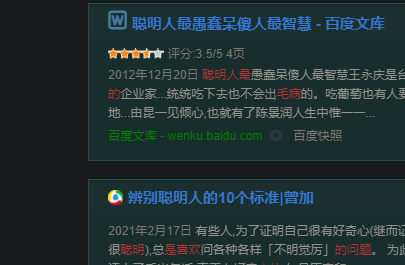 聪明人最愚蠢呆傻人最智慧 - 百度文库
评分:3.5/5 4页
2012年12月20日 聪明人最愚蠢呆傻人最智慧王永庆是台
的企业家...统统吃下去也不会出毛病的。吃葡萄也有人要
地...由昆一见倾心,也就有了陈景润人生中惟一一...
百度文库 - wenku.baidu.com 百度快照
辨别聪明人的10个标准|曾加
2021年2月17日 有些人,为了证明自己很有好奇心(继而证
很聪明),总是喜欢问各种各样「不明觉厉」的问题。 为此